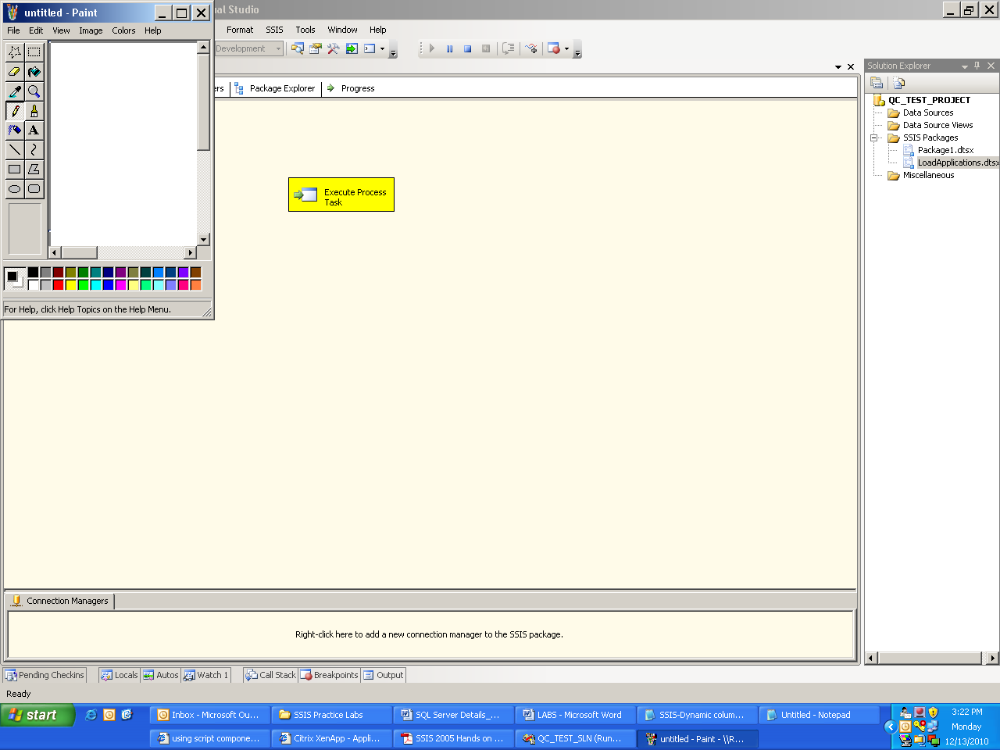 untitled - Paint
ual Studio
File Edit View Image Colors Help
Format SSIS Tools Window Help
Development
Solution Explorer
ers Package Explorer Progress
QC_TEST_PROJECT
Data Sources
Data Source Views
SSIS Packages
Package1.dtsx
LoadApplications.dtsx
Miscellaneous
Execute Process
Task
A
For Help, click Help Topics on the Help Menu.
Connection Managers
Right-click here to add a new connection manager to the SSIS package.
Pending Checkins Locals Autos Watch 1 Call Stack Breakpoints Output
Ready
start
Inbox - Microsoft Ou... SSIS Practice Labs SQL Server Details_... LABS - Microsoft Word SSIS-Dynamic colum... Untitled - Notepad
using script compone... Citrix XenApp - Appli... SSIS 2005 Hands on ... QC_TEST_SLN (Run... untitled - Paint - \\R...
3:22 PM
Monday
12/13/2010